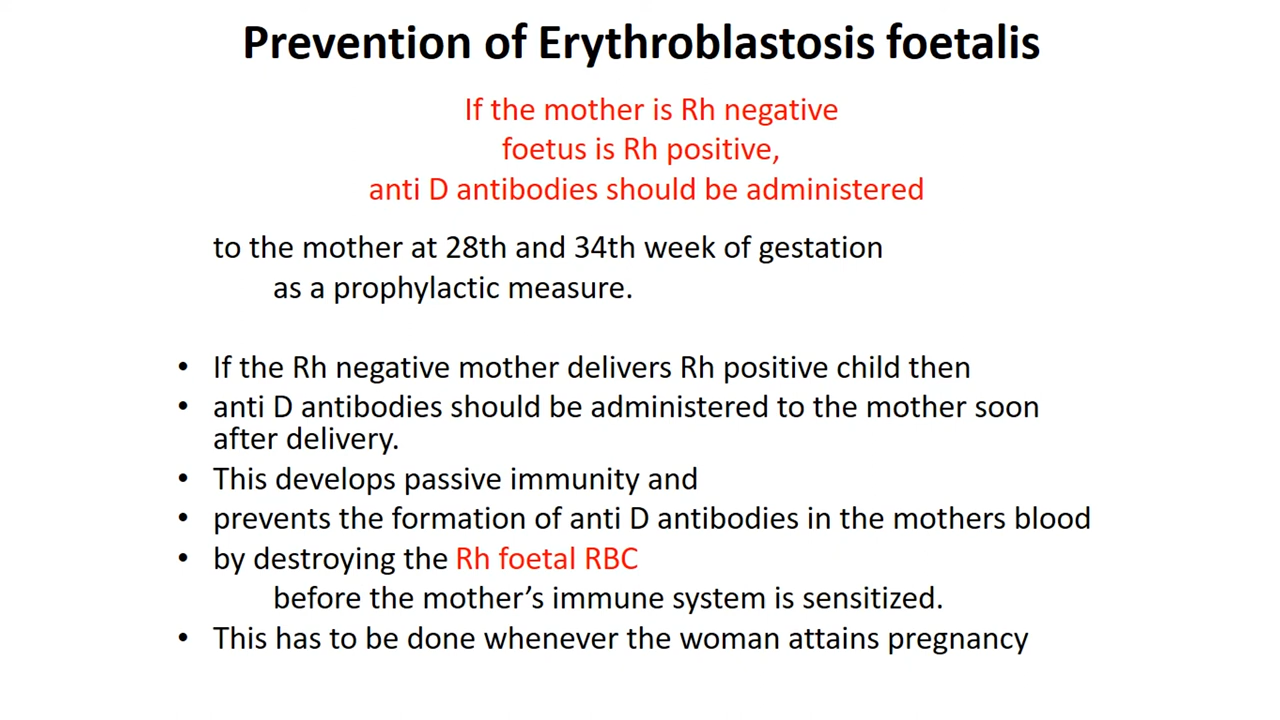 Prevention of Erythroblastosis foetalis
If the mother is Rh negative
foetus is Rh positive,
anti D antibodies should be administered
to the mother at 28th and 34th week of gestation
as a prophylactic measure.
• If the Rh negative mother delivers Rh positive child then
• anti D antibodies should be administered to the mother soon
after delivery.
• This develops passive immunity and
• prevents the formation of anti D antibodies in the mothers blood
• by destroying the Rh foetal RBC
before the mother’s immune system is sensitized.
• This has to be done whenever the woman attains pregnancy